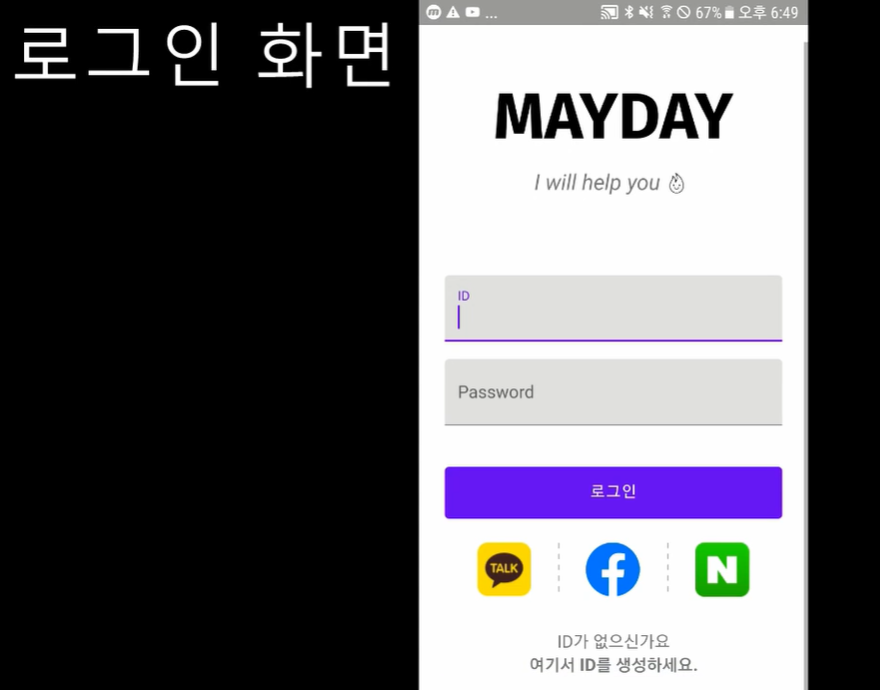 로그인 화면
... 67% 오후 6:49
MAYDAY
I will help you
ID
Password
로그인
TALK
N
ID가 없으신가요
여기서 ID를 생성하세요.